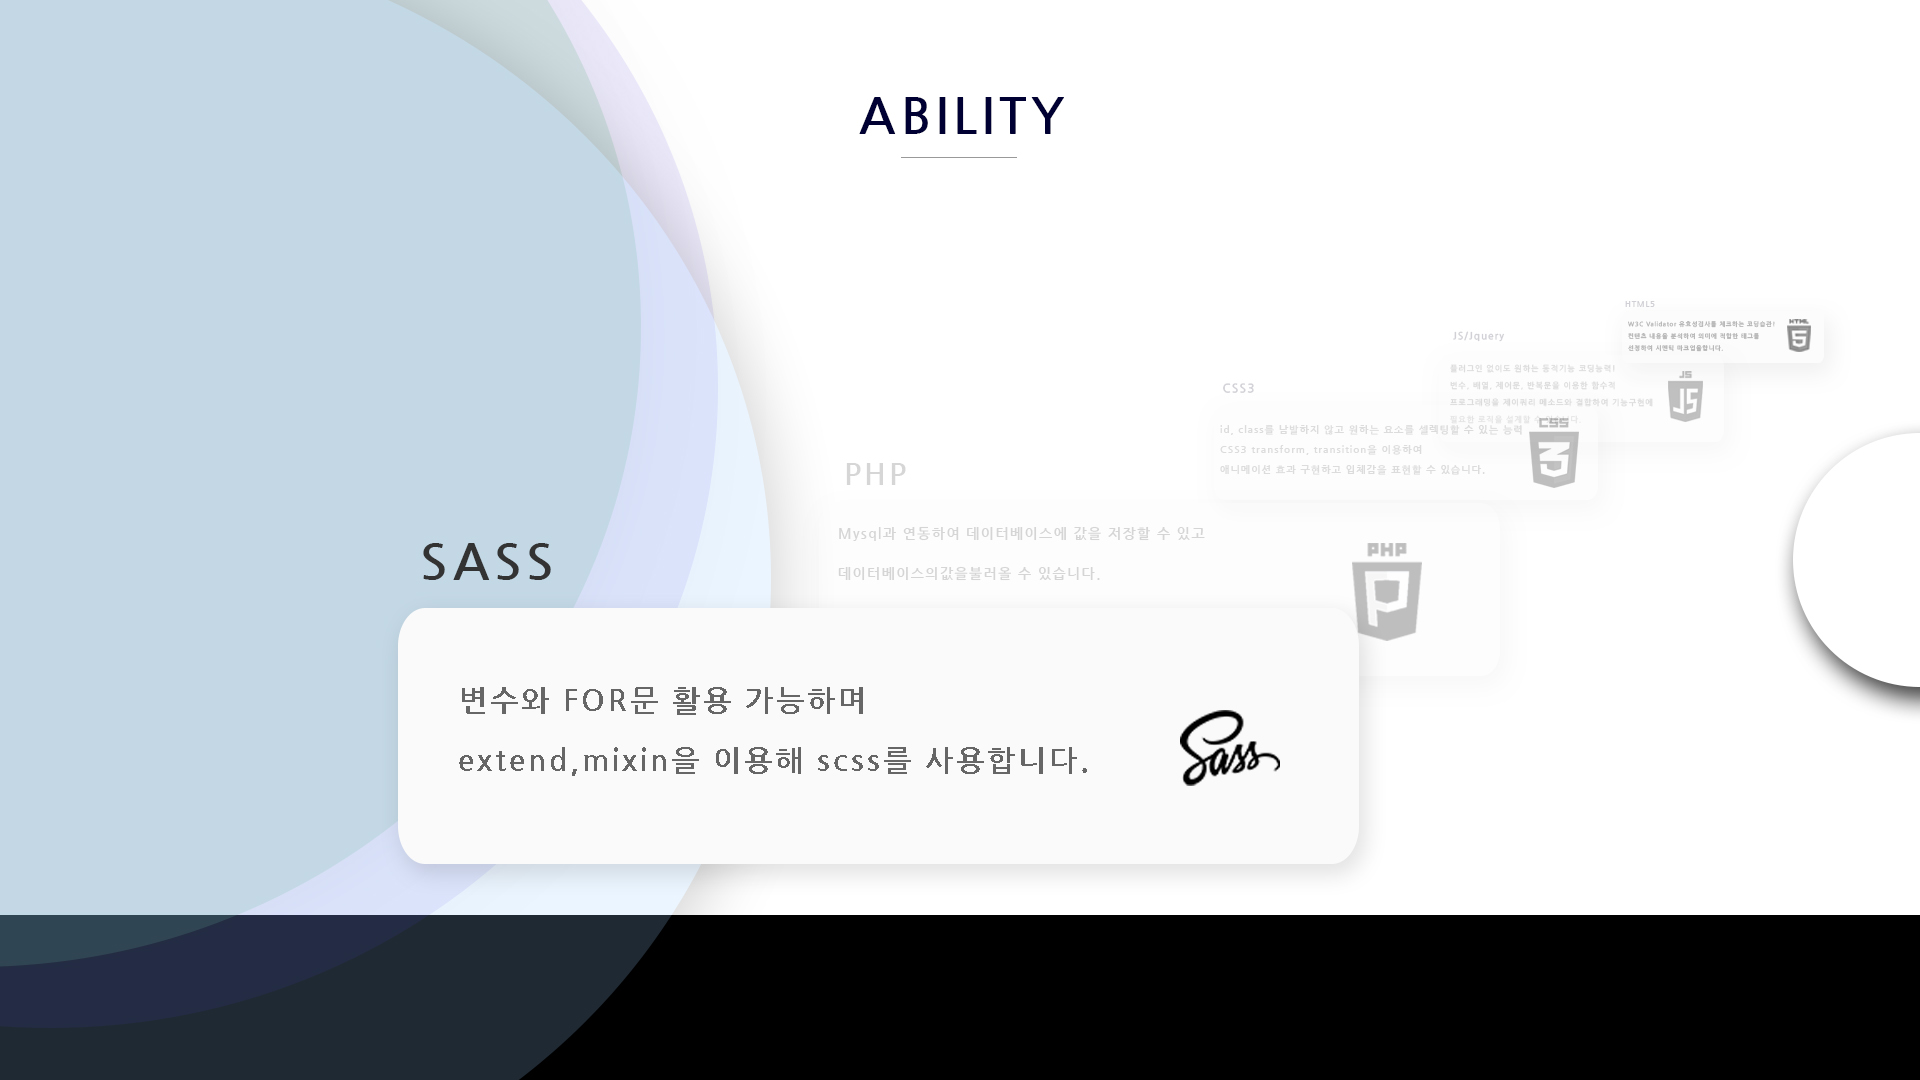 ABILITY
HTML5
W3C Validator 유효성검사를 체크하는 코딩습관!
컨텐츠 내용을 분석하여 의미에 적합한 태그를
선정하여 시맨틱 마크업을합니다.
HTML
5
JS/Jquery
플러그인 없이도 원하는 동적기능 코딩능력!
변수, 배열, 제어문, 반복문을 이용한 함수적
프로그래밍을 제이쿼리 메소드와 결합하여 기능구현에
필요한 로직을 설계할 수
JS
JS
CSS3
id, class를 남발하지 않고 원하는 요소를 셀렉팅할 수 있는 능력
CSS3 transform, transition을 이용하여
애니메이션 효과 구현하고 입체감을 표현할 수 있습니다.
CSS
3
PHP
Mysql과 연동하여 데이터베이스에 값을 저장할 수 있고
데이터베이스의값을불러올 수 있습니다.
PHP
P
SASS
변수와 FOR문 활용 가능하며
extend,mixin을 이용해 scss를 사용합니다.
Sass